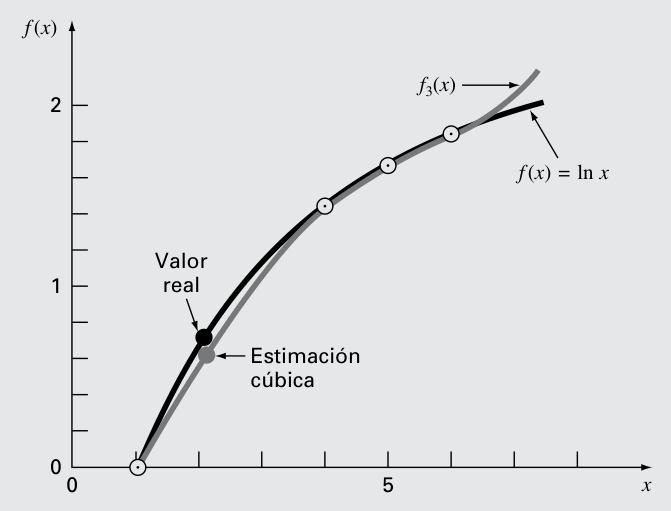 f(x)
f₃(x)
2
f(x) = ln x
Valor
real
1
Estimación
cúbica
0
0
5
x